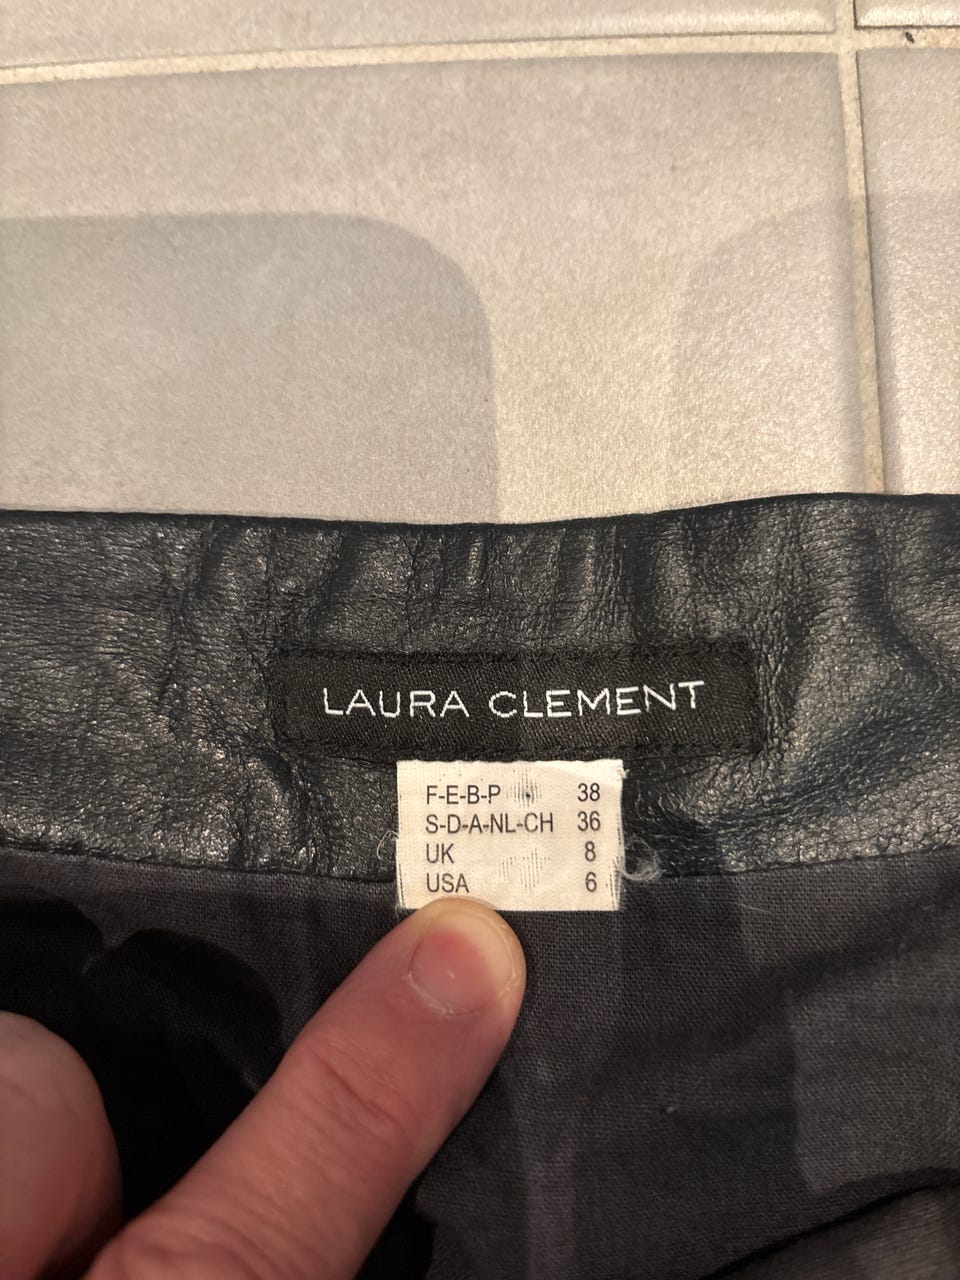 LAURA CLEMENT
F-E-B-P 38
S-D-A-NL-CH 36
UK 8
USA 6